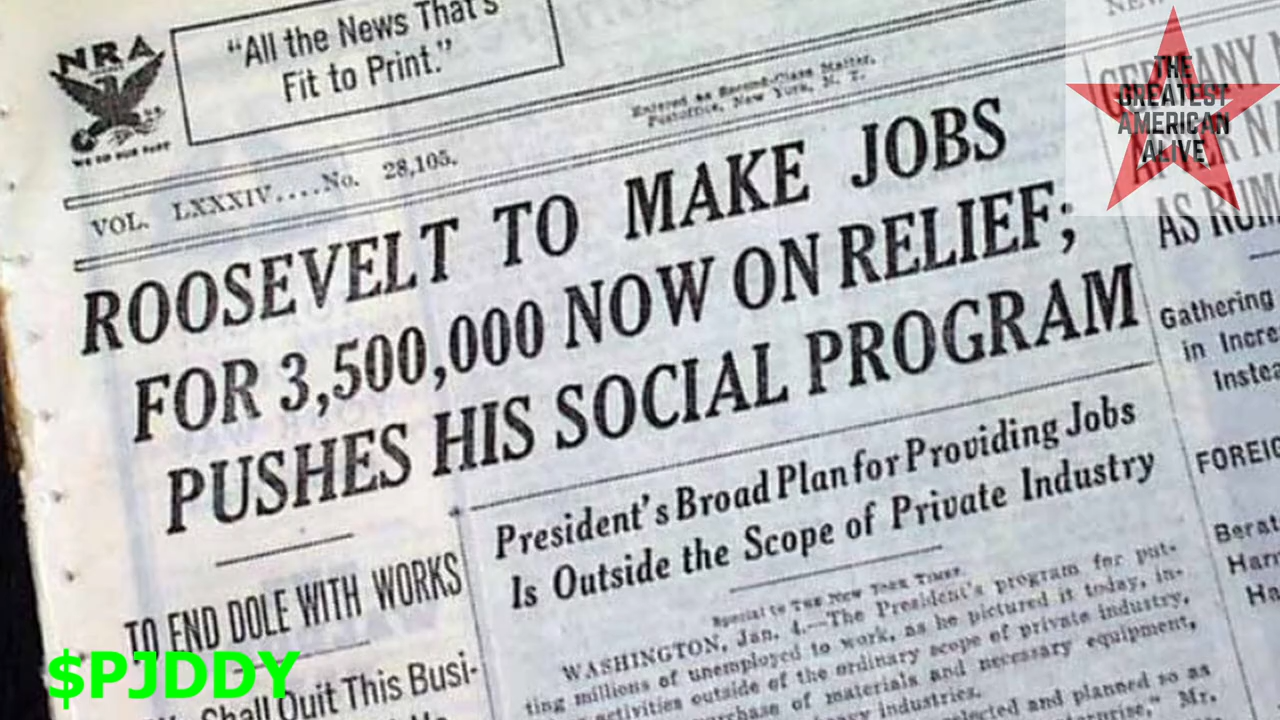 NRA
WE DO OUR PART
"All the News That's
Fit to Print."
Entered as Second-Class Matter,
Postoffice, New York, N. Y.
VOL. LXXXIV....No. 28,105.
ROOSEVELT TO MAKE JOBS
FOR 3,500,000 NOW ON RELIEF;
PUSHES HIS SOCIAL PROGRAM
TO END DOLE WITH WORKS
Shall Quit This Busi-
President's Broad Plan for Providing Jobs
Is Outside the Scope of Private Industry
Special to THE NEW YORK TIMES.
WASHINGTON, Jan. 4.—The President's program for put-
ting millions of unemployed to work, as he pictured it today, in-
activities outside of the ordinary scope of private industry,
purchase of materials and necessary equipment,
industries.
selected and planned so as
Mr.
GERMANY
AS
Gathering
in Incre
Instea
FOREIG
Berat
Harr
Ha
THE
GREATEST
AMERICAN
ALIVE
$PJDDY